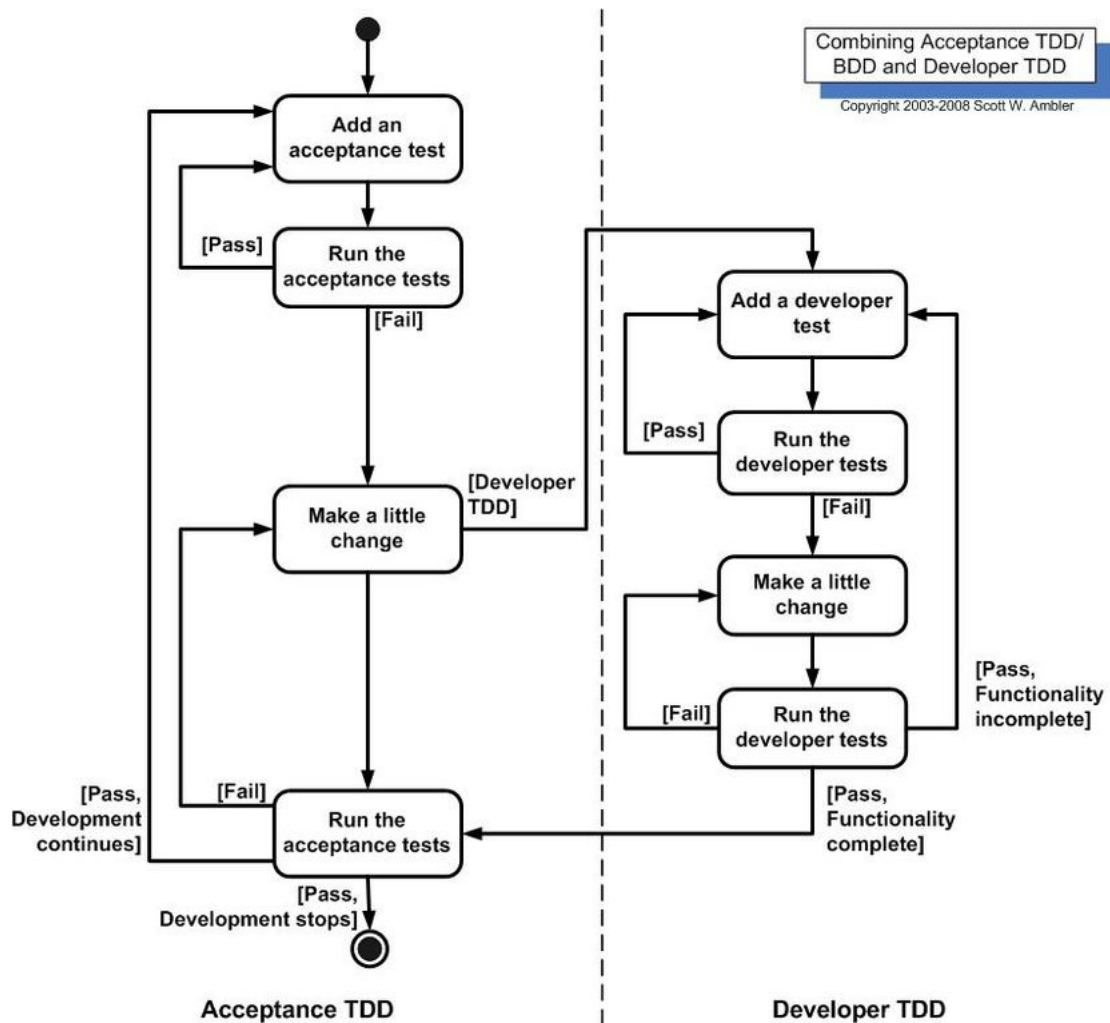 Combining Acceptance TDD/
BDD and Developer TDD
Copyright 2003-2008 Scott W. Ambler
Add an
acceptance test
[Pass]
Run the
acceptance tests
[Fail]
Make a little
change
[Developer
TDD]
[Fail]
Run the
acceptance tests
[Pass,
Development
continues]
[Pass,
Development stops]
Acceptance TDD
Add a developer
test
[Pass]
Run the
developer tests
[Fail]
Make a little
change
[Fail]
Run the
developer tests
[Pass,
Functionality
incomplete]
[Pass,
Functionality
complete]
Developer TDD